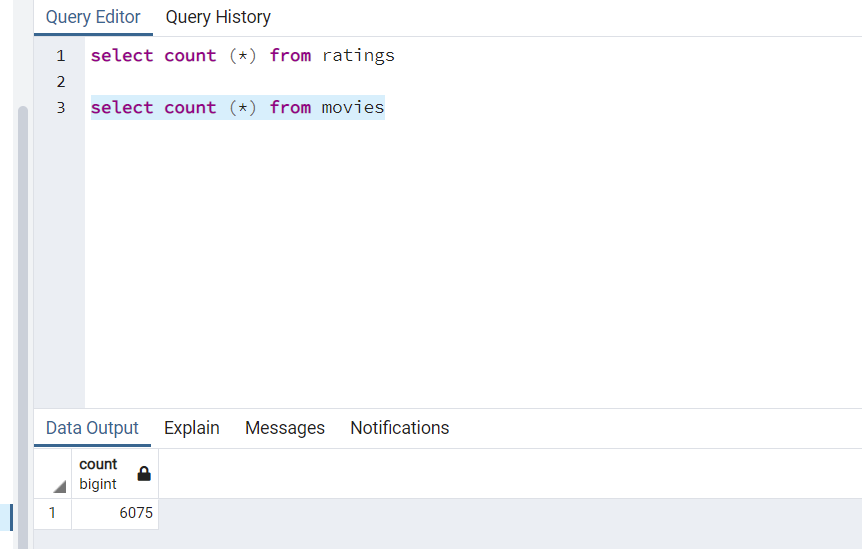 Query Editor Query History
1 select count (*) from ratings
2
3 select count (*) from movies
Data Output Explain Messages Notifications
count
bigint
1 6075